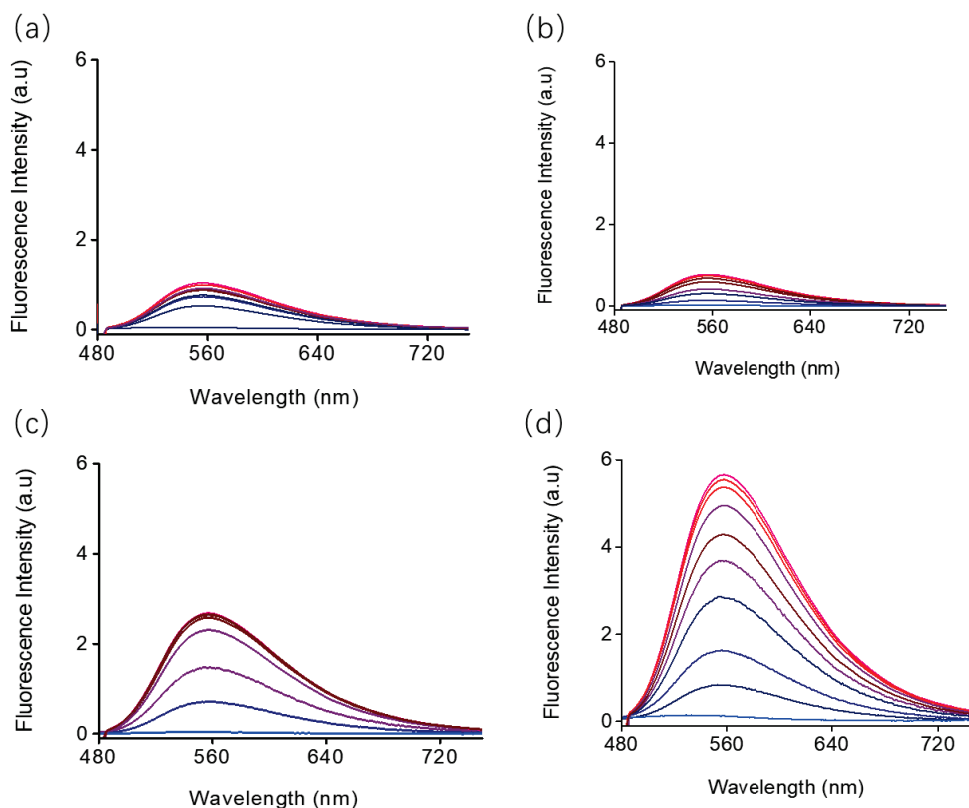 (a)
6
4
2
0
Fluorescence Intensity (a.u)
480 560 640 720
Wavelength (nm)
(b)
6
4
2
0
Fluorescence Intensity (a.u)
480 560 640 720
Wavelength (nm)
(c)
6
4
2
0
Fluorescence Intensity (a.u)
480 560 640 720
Wavelength (nm)
(d)
6
4
2
0
Fluorescence Intensity (a.u)
480 560 640 720
Wavelength (nm)